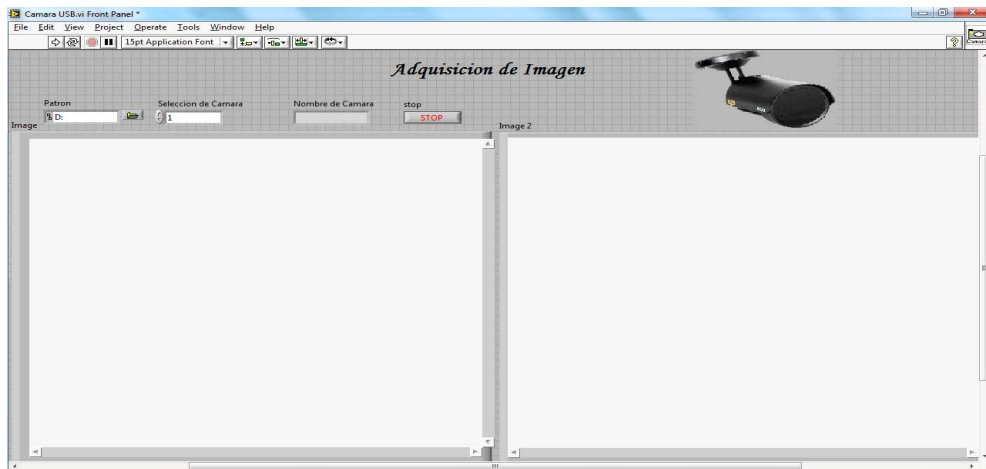 Camara USB.vi Front Panel *
File Edit View Project Operate Tools Window Help
15pt Application Font
Camara
Adquisicion de Imagen
Patron
Seleccion de Camara
Nombre de Camara
stop
D:
1
STOP
Image
Image 2